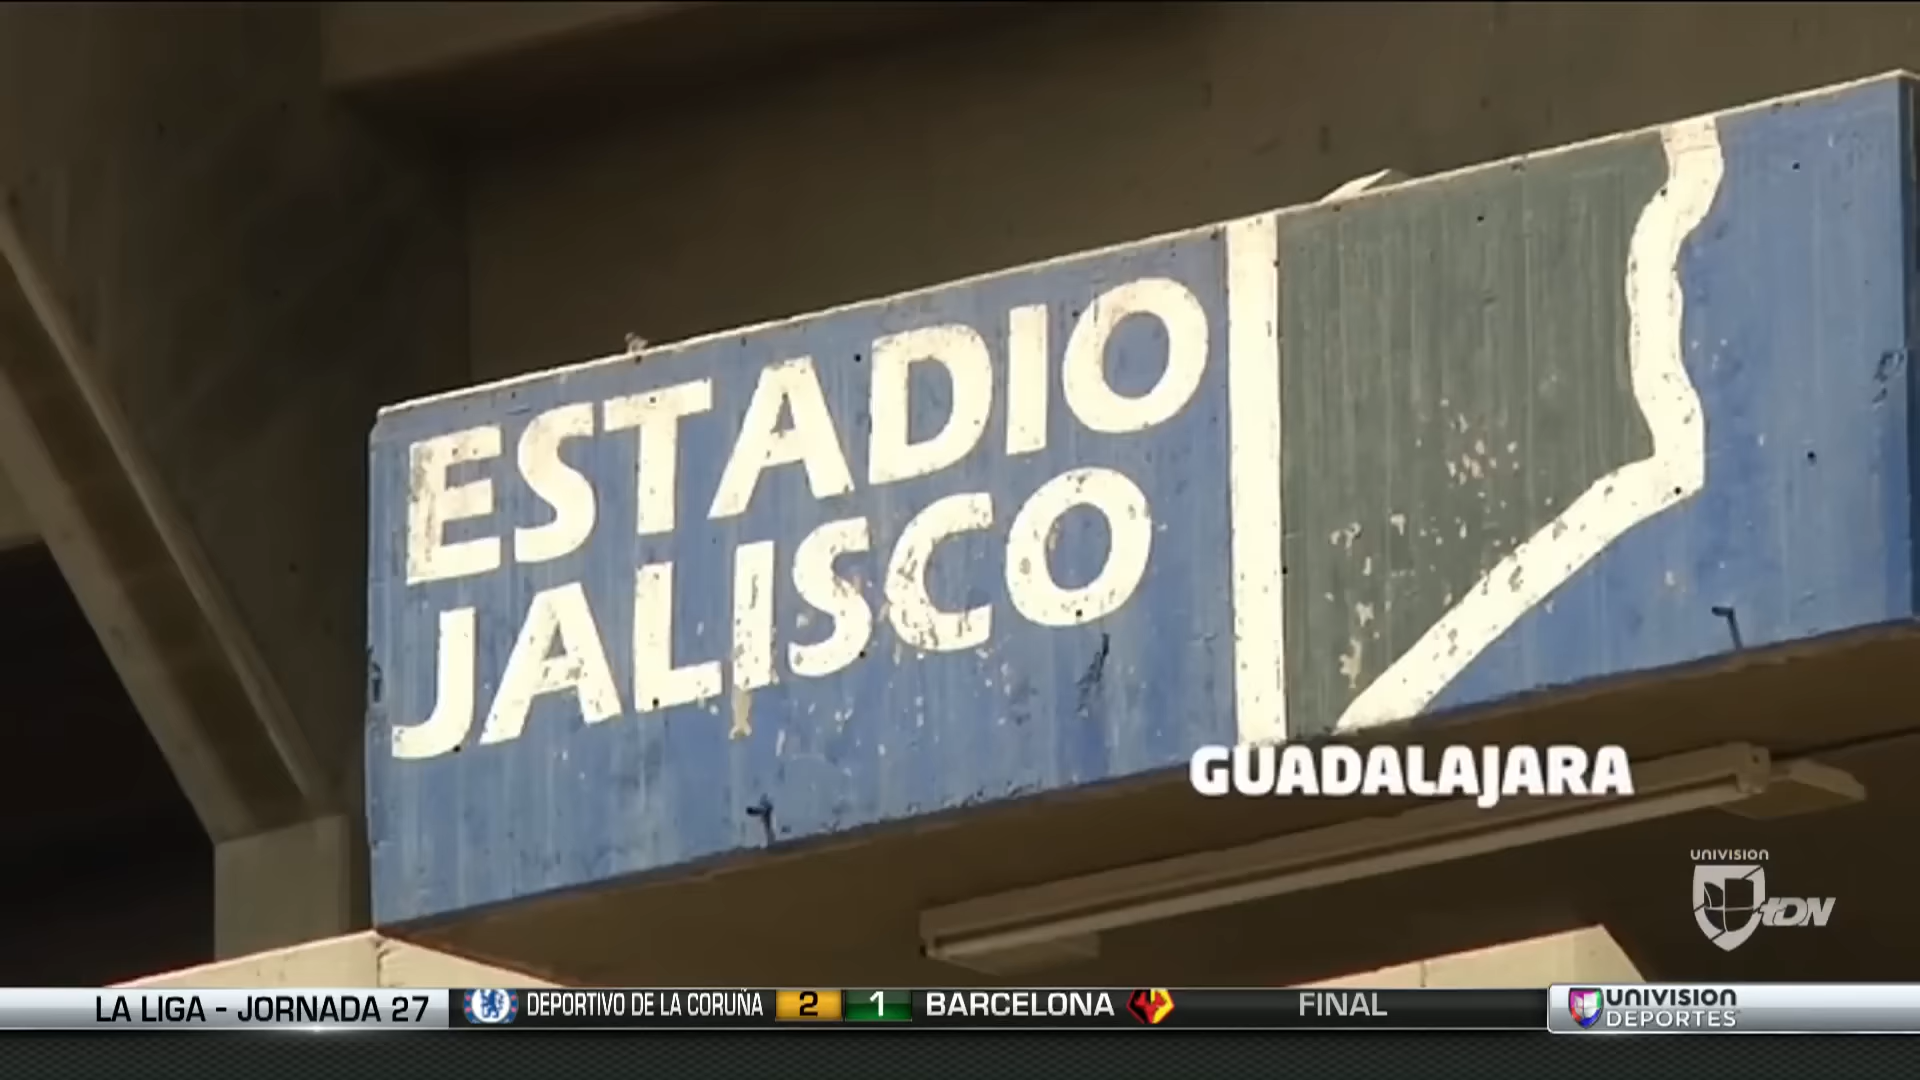 ESTADIO
JALISCO
GUADALAJARA
UNIVISION
tDN
LA LIGA - JORNADA 27 DEPORTIVO DE LA CORUÑA 2 1 BARCELONA FINAL
UNIVISION
DEPORTES